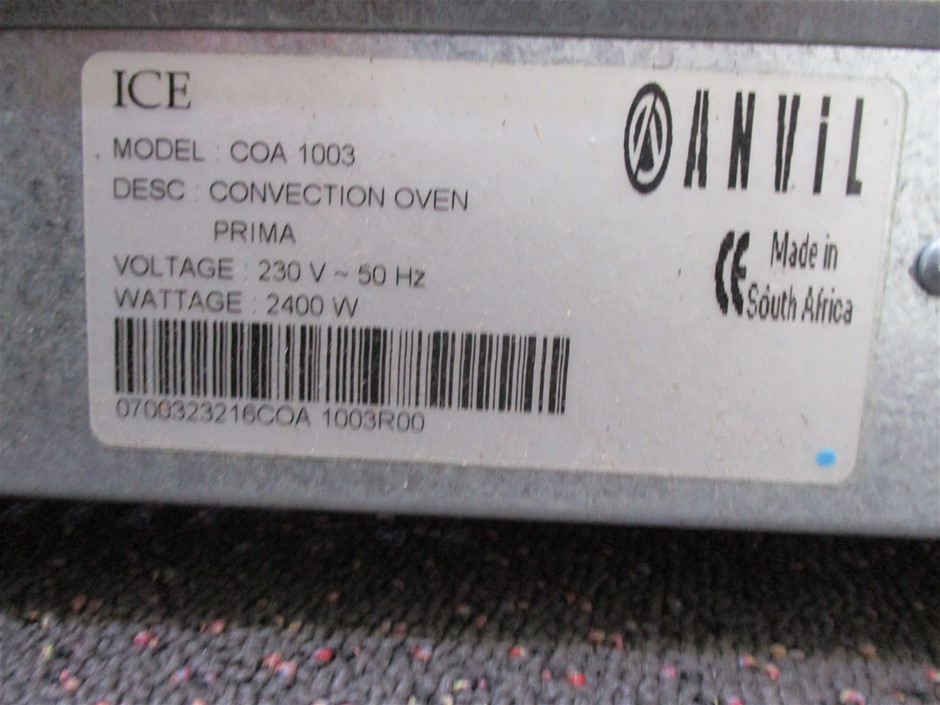 ICE
ANViL
MODEL : COA 1003
DESC : CONVECTION OVEN
PRIMA
VOLTAGE : 230 V ~ 50 Hz
WATTAGE : 2400 W
CE Made in
South Africa
0700323216COA 1003R00